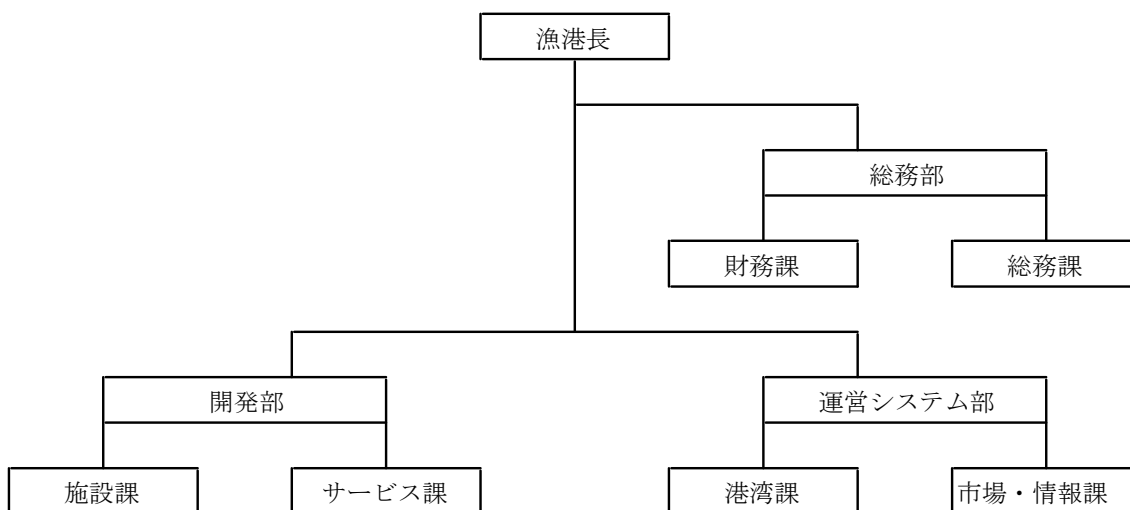 漁港長
総務部
財務課
総務課
開発部
運営システム部
施設課
サービス課
港湾課
市場・情報課